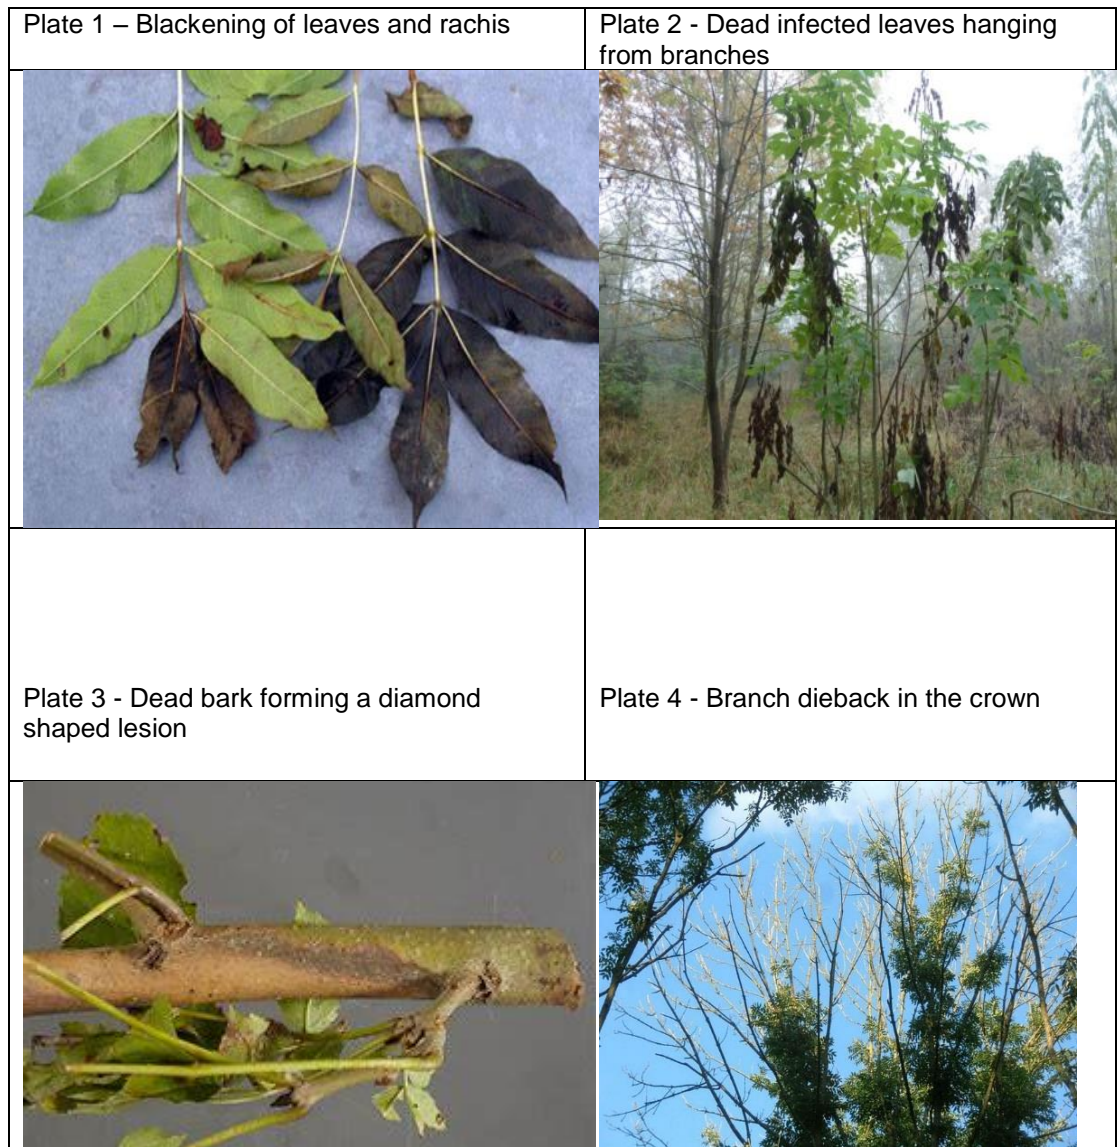 Plate 1 – Blackening of leaves and rachis
Plate 2 - Dead infected leaves hanging
from branches
Plate 3 - Dead bark forming a diamond
shaped lesion
Plate 4 - Branch dieback in the crown